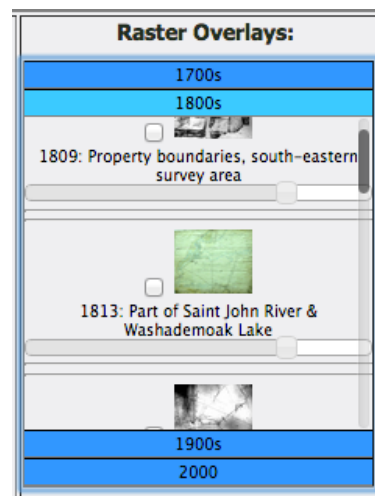 Raster Overlays:
1700s
1800s
1809: Property boundaries, south-eastern
survey area
1813: Part of Saint John River &
Washademoak Lake
1900s
2000